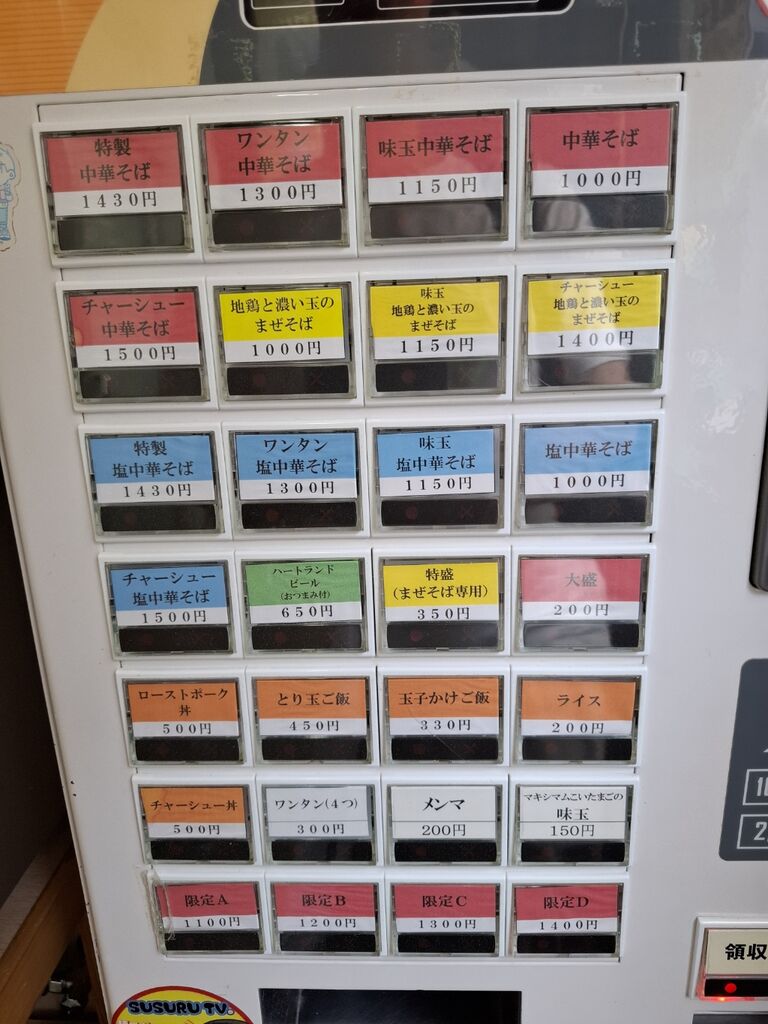 特製
中華そば
1430円
ワンタン
中華そば
1300円
味玉中華そば
1150円
中華そば
1000円
チャーシュー
中華そば
1500円
地鶏と濃い玉の
まぜそば
1000円
味玉
地鶏と濃い玉の
まぜそば
1150円
チャーシュー
地鶏と濃い玉の
まぜそば
1400円
特製
塩中華そば
1430円
ワンタン
塩中華そば
1300円
味玉
塩中華そば
1150円
塩中華そば
1000円
チャーシュー
塩中華そば
1500円
ハートランド
ビール
(おつまみ付)
650円
特盛
(まぜそば専用)
350円
大盛
200円
ローストポーク
丼
500円
とり玉ご飯
450円
玉子かけご飯
330円
ライス
200円
チャーシュー丼
500円
ワンタン(4つ)
300円
メンマ
200円
マキシマムこいたまごの
味玉
150円
限定A
1100円
限定B
1200円
限定C
1300円
限定D
1400円
領収
SUSURU TV.